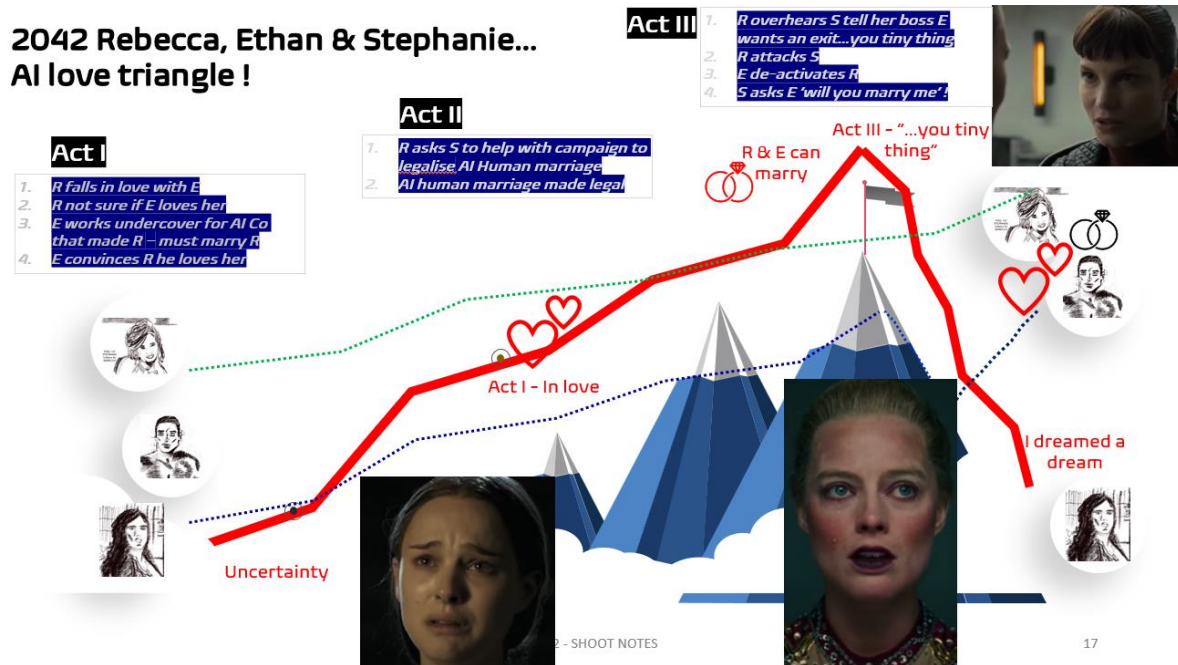 2042 Rebecca, Ethan & Stephanie...
AI love triangle !
Act I
1. R falls in love with E
2. R not sure if E loves her
3. E works undercover for AI Co
that made R – must marry R
4. E convinces R he loves her
Act II
1. R asks S to help with campaign to
legalise AI Human marriage
2. AI human marriage made legal
Act III
1. R overhears S tell her boss E
wants an exit...you tiny thing
2. R attacks S
3. E de-activates R
4. S asks E 'will you marry me' !
R & E can
marry
Act III - "...you tiny
thing"
Act I - In love
Uncertainty
I dreamed a
dream
2 - SHOOT NOTES
17